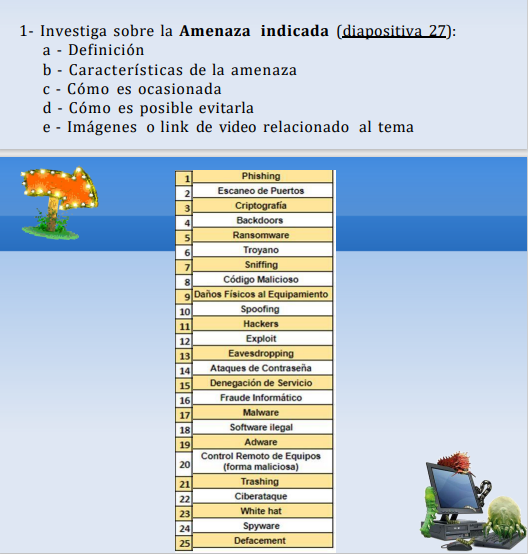 1- Investiga sobre la Amenaza indicada (diapositiva 27):
a - Definición
b - Características de la amenaza
c - Cómo es ocasionada
d - Cómo es posible evitarla
e - Imágenes o link de video relacionado al tema
1 Phishing
2 Escaneo de Puertos
3 Criptografía
4 Backdoors
5 Ransomware
6 Troyano
7 Sniffing
8 Código Malicioso
9 Daños Físicos al Equipamiento
10 Spoofing
11 Hackers
12 Exploit
13 Eavesdropping
14 Ataques de Contraseña
15 Denegación de Servicio
16 Fraude Informático
17 Malware
18 Software ilegal
19 Adware
20 Control Remoto de Equipos
(forma maliciosa)
21 Trashing
22 Ciberataque
23 White hat
24 Spyware
25 Defacement